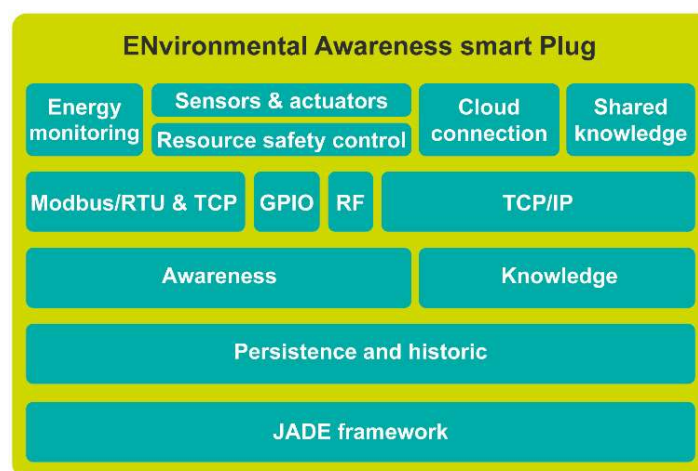 ENvironmental Awareness smart Plug
Energy
monitoring
Sensors & actuators
Resource safety control
Cloud
connection
Shared
knowledge
Modbus/RTU & TCP
GPIO
RF
TCP/IP
Awareness
Knowledge
Persistence and historic
JADE framework